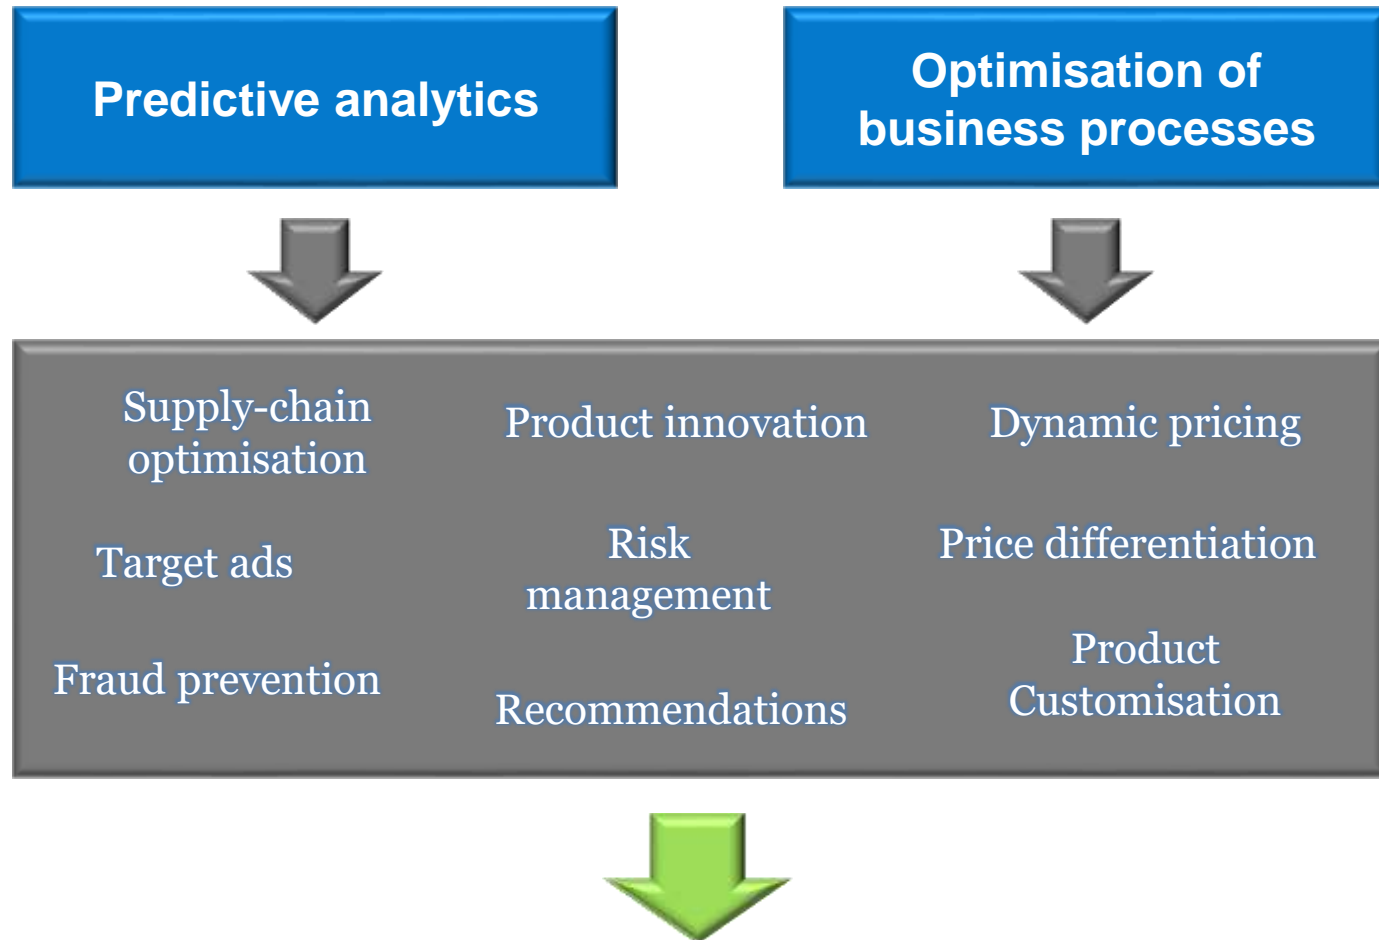 Predictive analytics
Optimisation of
business processes
Supply-chain
optimisation
Product innovation
Dynamic pricing
Target ads
Risk
management
Price differentiation
Fraud prevention
Recommendations
Product
Customisation